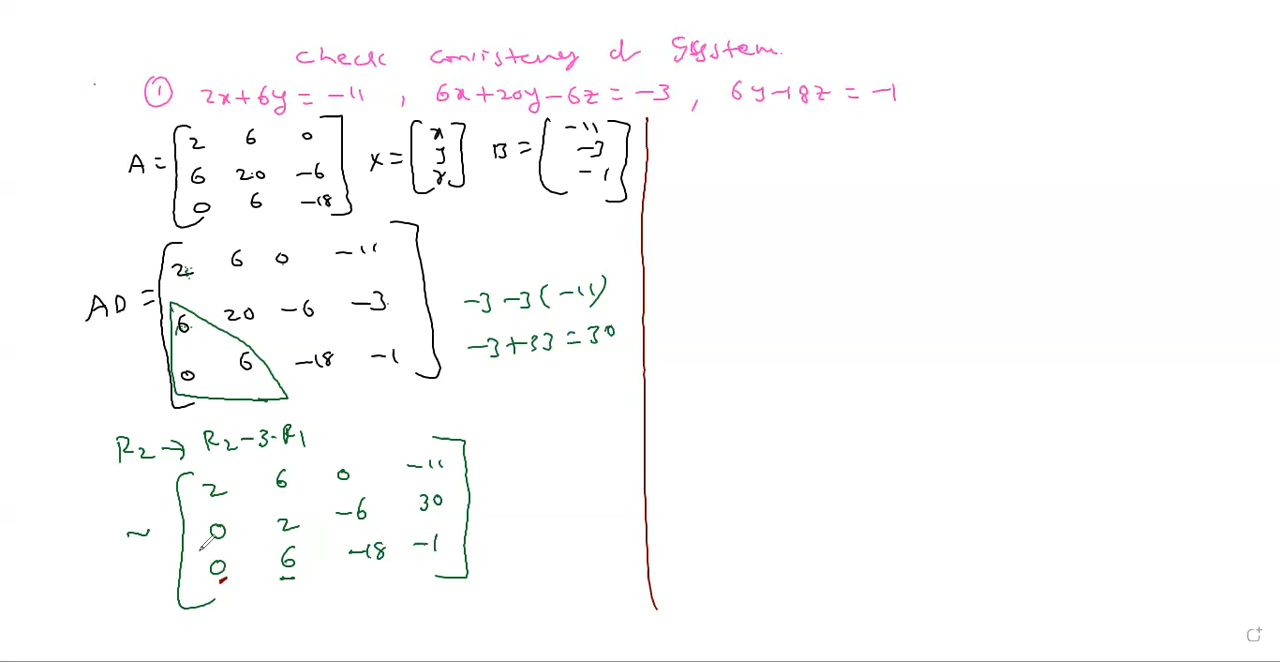 check consistency of System.
① 2x+6y = -11 , 6x+20y-6z = -3 , 6y-18z = -1
A = [2 6 0 6 20 -6 0 6 -18] X = [x y z] B = [-11 -3 -1]
AD = [2 6 0 -11
6 20 -6 -3
0 6 -18 -1]
-3 -3(-11)
-3+33 = 30
R2 → R2-3·R1
~ [2 6 0 -11
0 2 -6 30
0 6 -18 -1]